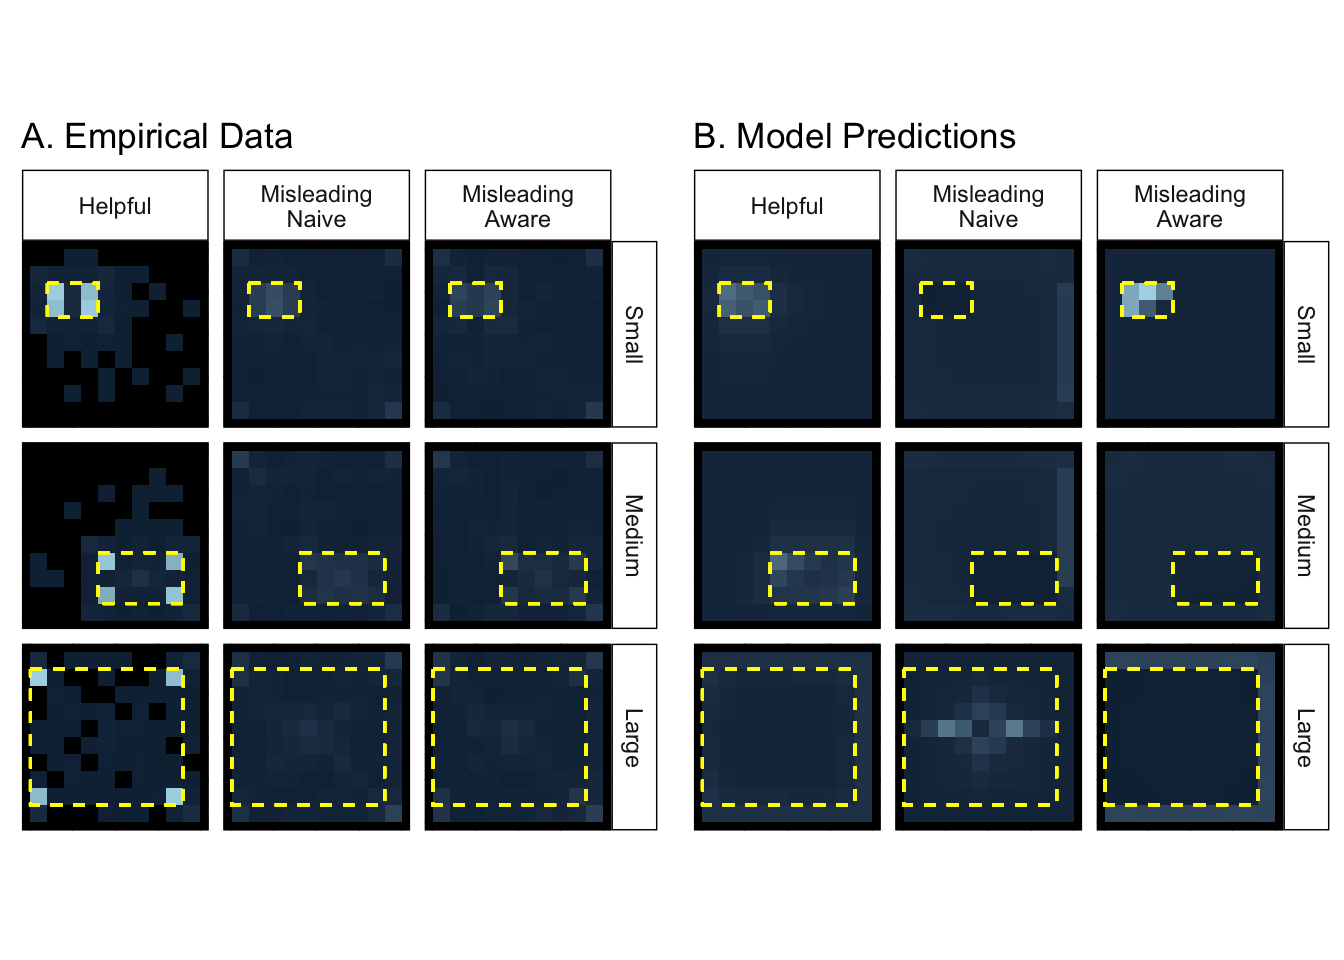 A. Empirical Data
Helpful
Misleading
Naive
Misleading
Aware
Small
Medium
Large
B. Model Predictions
Helpful
Misleading
Naive
Misleading
Aware
Small
Medium
Large